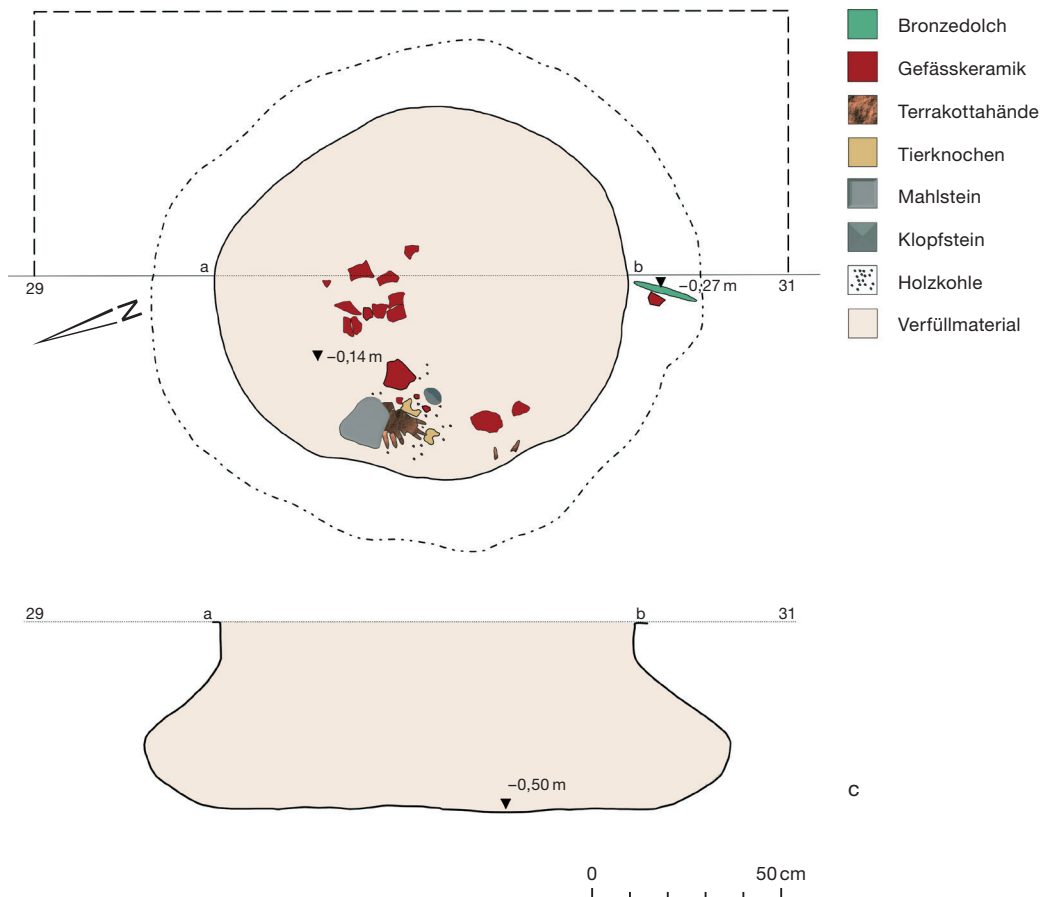 Bronzedolch
Gefässkeramik
Terrakottahände
Tierknochen
Mahlstein
Klopfstein
Holzkohle
Verfüllmaterial
a
b
29
31
−0,27 m
N
−0,14 m
29
a
b
31
−0,50 m
c
0
50 cm